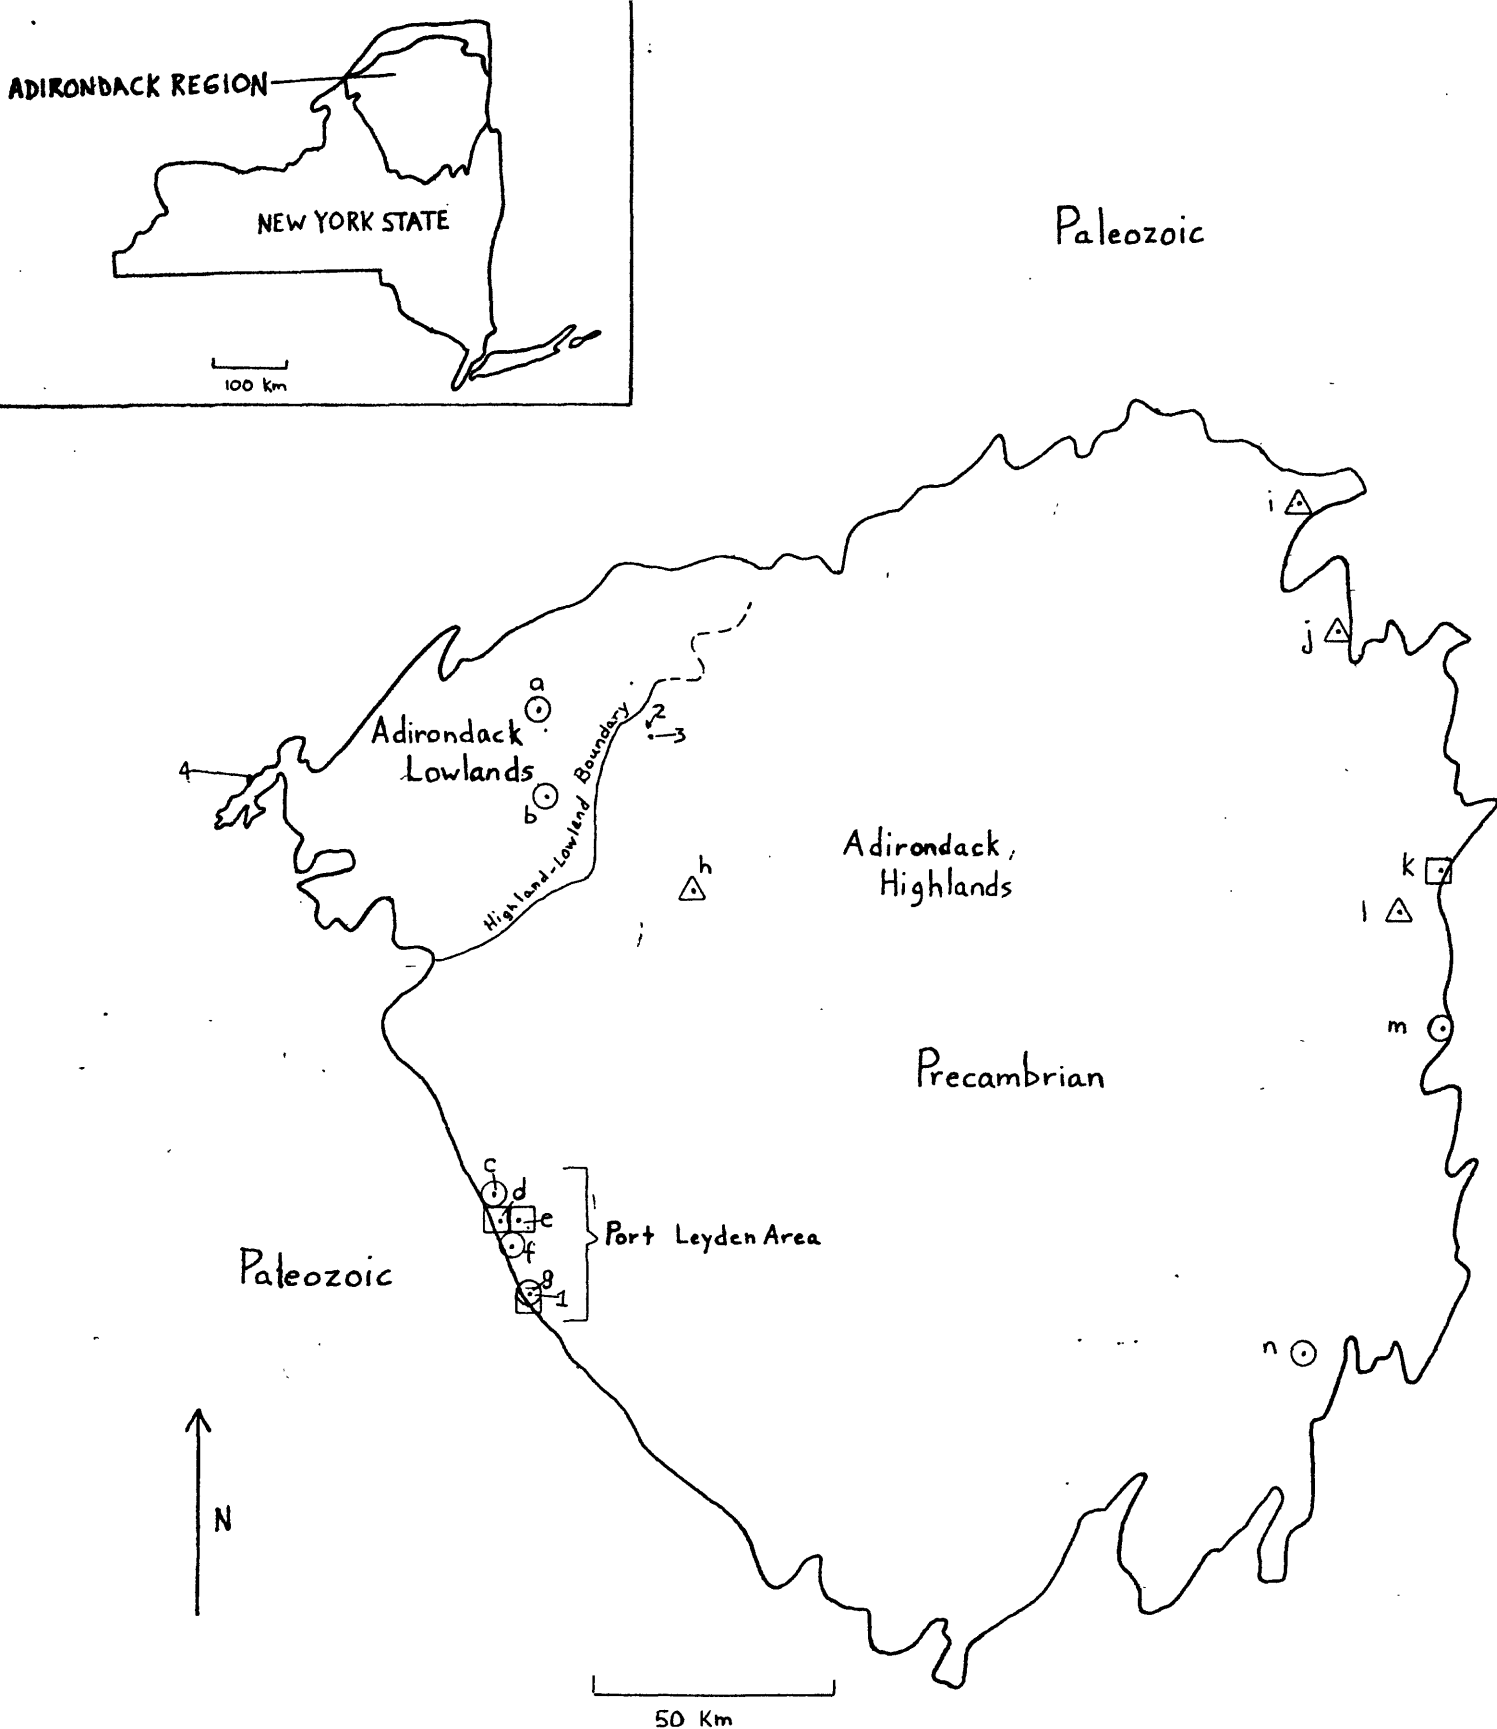 ADIRONDACK REGION
NEW YORK STATE
100 Km
Paleozoic
i
j
a
Adirondack
Lowlands
b
4
Highland-Lowland Boundary
2
3
h
Adirondack
Highlands
k
l
m
Precambrian
c
d
e
f
g
1
Port Leyden Area
Paleozoic
n
N
50 Km